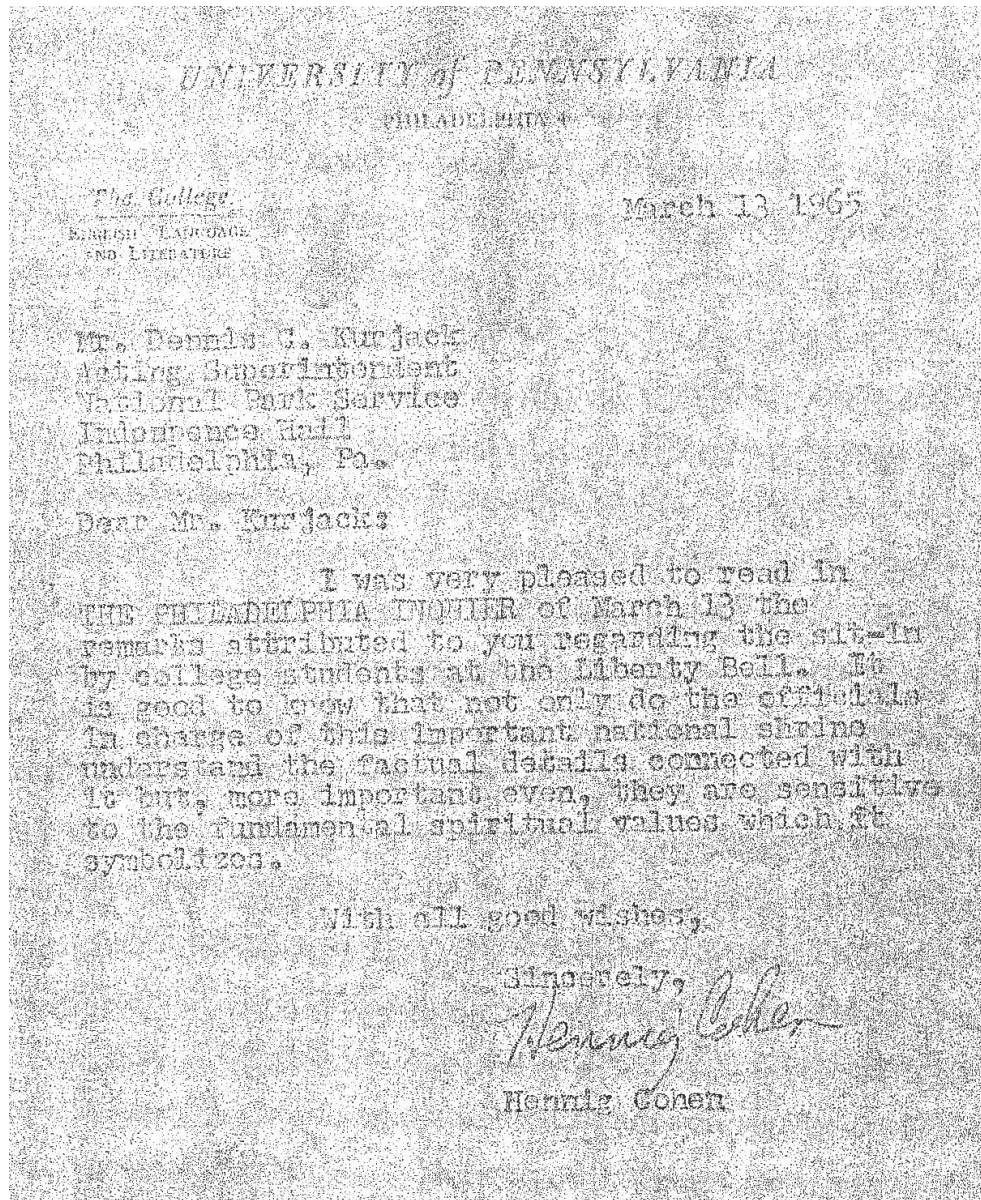 UNIVERSITY of PENNSYLVANIA
PHILADELPHIA 4
The College
ENGLISH LANGUAGE
AND LITERATURE
March 13 1965
Mr. Dennis C. Kurjack
Acting Superintendent
National Park Service
Indenpence Hall
Philadelphia, Pa.
Dear Mr. Kurjack:
I was very pleased to read in
THE PHILADELPHIA INQUIER of March 13 the
remarks attributed to you regarding the sit-in
by college students at the Liberty Bell. It
is good to know that not only do the officials
in charge of this important national shrine
understand the factual details connected with
it but, more important even, they are sensitive
to the fundamental spiritual values which it
symbolizes.
With all good wishes,
Sincerely,
Hennig Cohen
Hennig Cohen